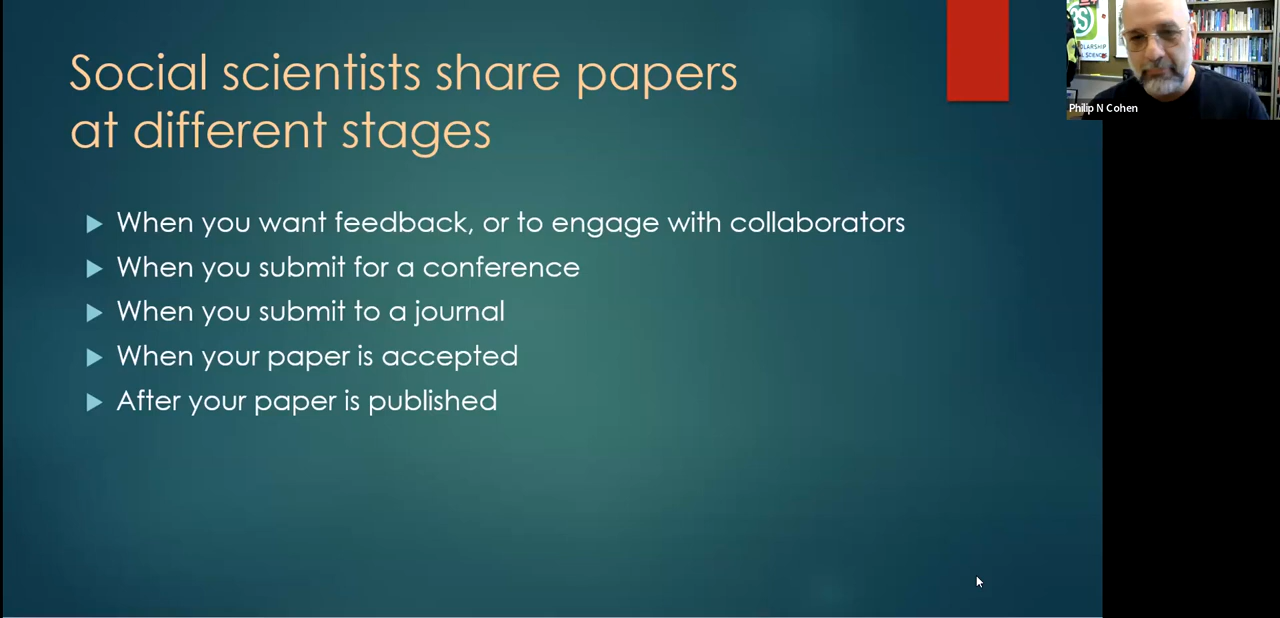 Social scientists share papers
at different stages
When you want feedback, or to engage with collaborators
When you submit for a conference
When you submit to a journal
When your paper is accepted
After your paper is published
Philip N Cohen